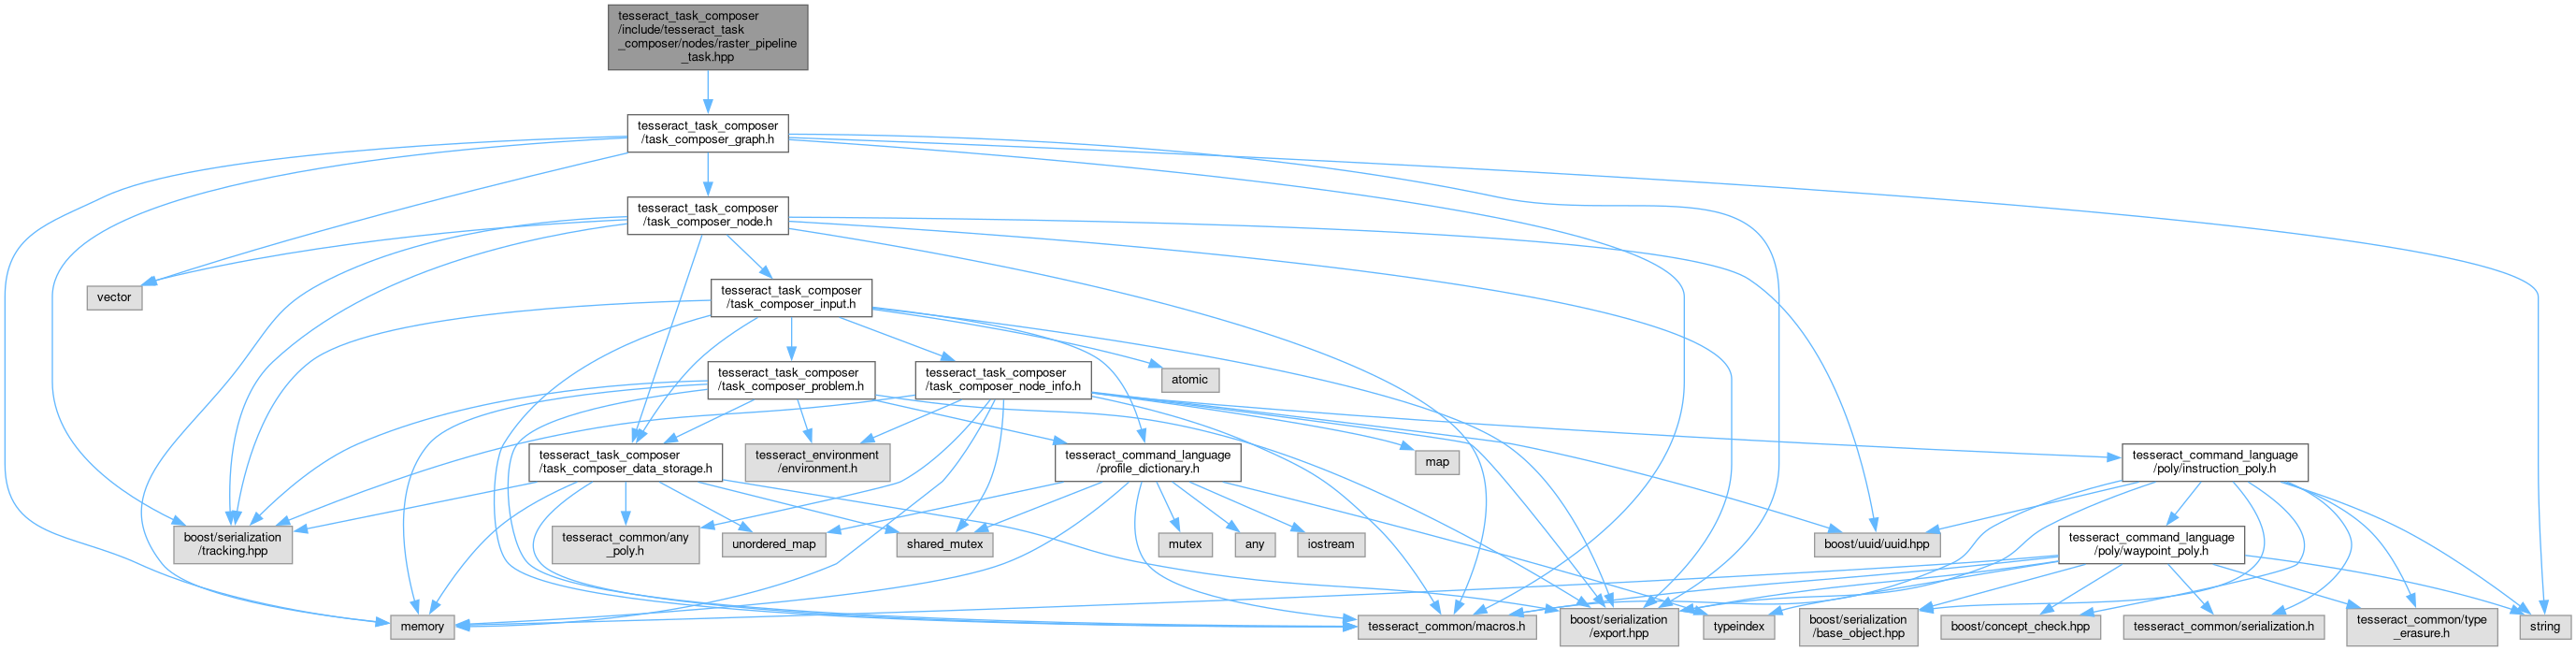 tesseract_task_composer
/include/tesseract_task
_composer/nodes/raster_pipeline
_task.hpp
tesseract_task_composer
/task_composer_graph.h
tesseract_task_composer
/task_composer_node.h
vector
tesseract_task_composer
/task_composer_input.h
tesseract_task_composer
/task_composer_problem.h
tesseract_task_composer
/task_composer_node_info.h
atomic
tesseract_task_composer
/task_composer_data_storage.h
tesseract_environment
/environment.h
tesseract_command_language
/profile_dictionary.h
map
tesseract_command_language
/poly/instruction_poly.h
boost/serialization
/tracking.hpp
tesseract_common/any
_poly.h
unordered_map
shared_mutex
mutex
any
iostream
boost/uuid/uuid.hpp
tesseract_command_language
/poly/waypoint_poly.h
memory
tesseract_common/macros.h
boost/serialization
/export.hpp
typeindex
boost/serialization
/base_object.hpp
boost/concept_check.hpp
tesseract_common/serialization.h
tesseract_common/type
_erasure.h
string